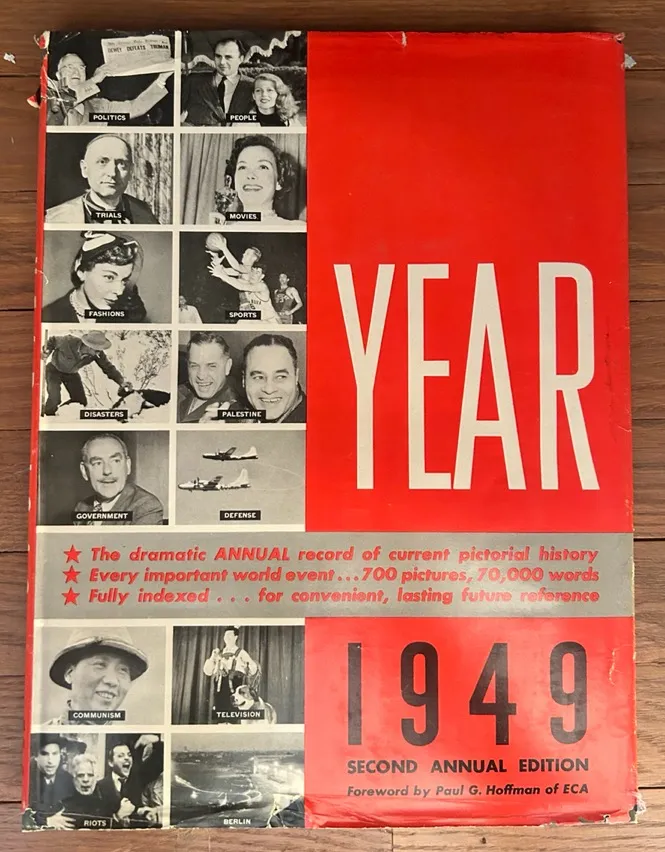 DEWEY DEFEATS TRUMAN
POLITICS
PEOPLE
TRIALS
MOVIES
FASHIONS
SPORTS
DISASTERS
PALESTINE
GOVERNMENT
DEFENSE
YEAR
★ The dramatic ANNUAL record of current pictorial history
★ Every important world event...700 pictures, 70,000 words
★ Fully indexed . . . for convenient, lasting future reference
COMMUNISM
TELEVISION
RIOTS
BERLIN
1949
SECOND ANNUAL EDITION
Foreword by Paul G. Hoffman of ECA